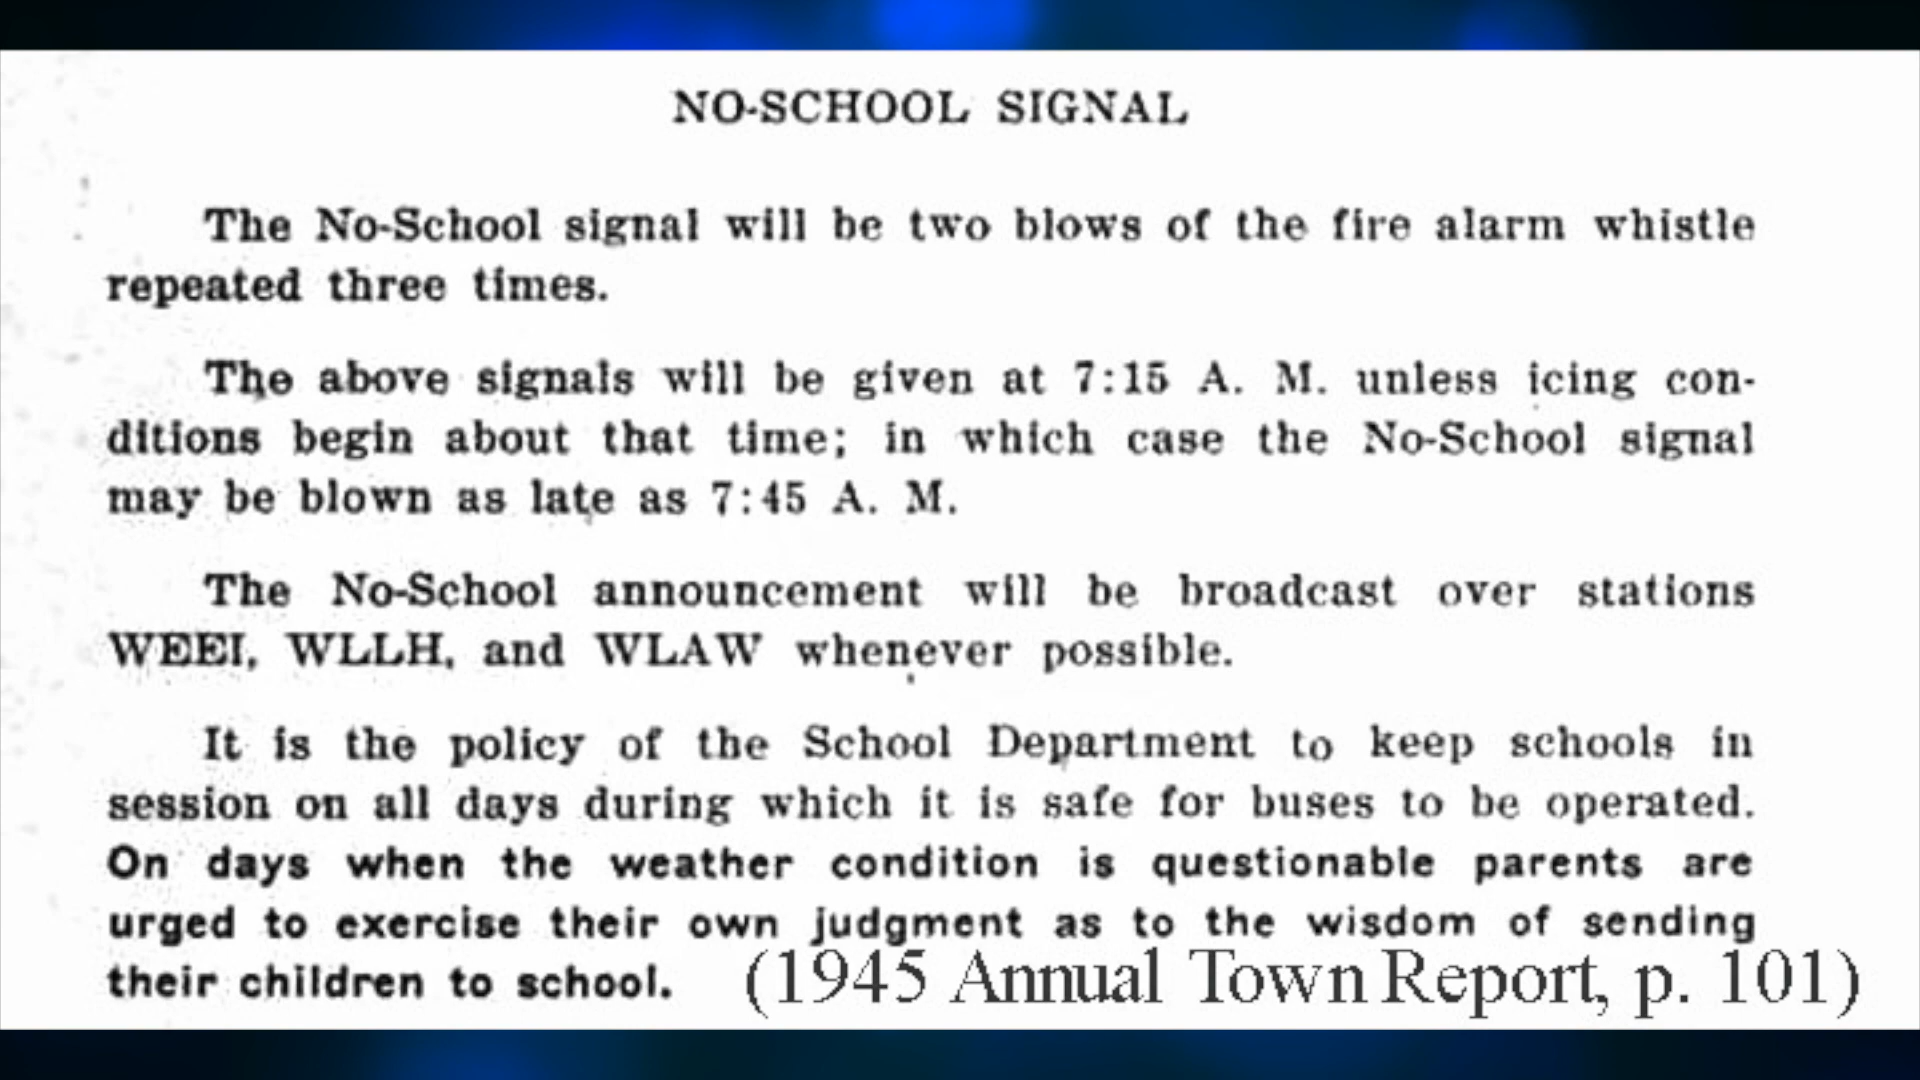 NO-SCHOOL SIGNAL
The No-School signal will be two blows of the fire alarm whistle
repeated three times.
The above signals will be given at 7:15 A. M. unless icing con-
ditions begin about that time; in which case the No-School signal
may be blown as late as 7:45 A. M.
The No-School announcement will be broadcast over stations
WEEI, WLLH, and WLAW whenever possible.
It is the policy of the School Department to keep schools in
session on all days during which it is safe for buses to be operated.
On days when the weather condition is questionable parents are
urged to exercise their own judgment as to the wisdom of sending
their children to school. (1945 Annual Town Report, p. 101)